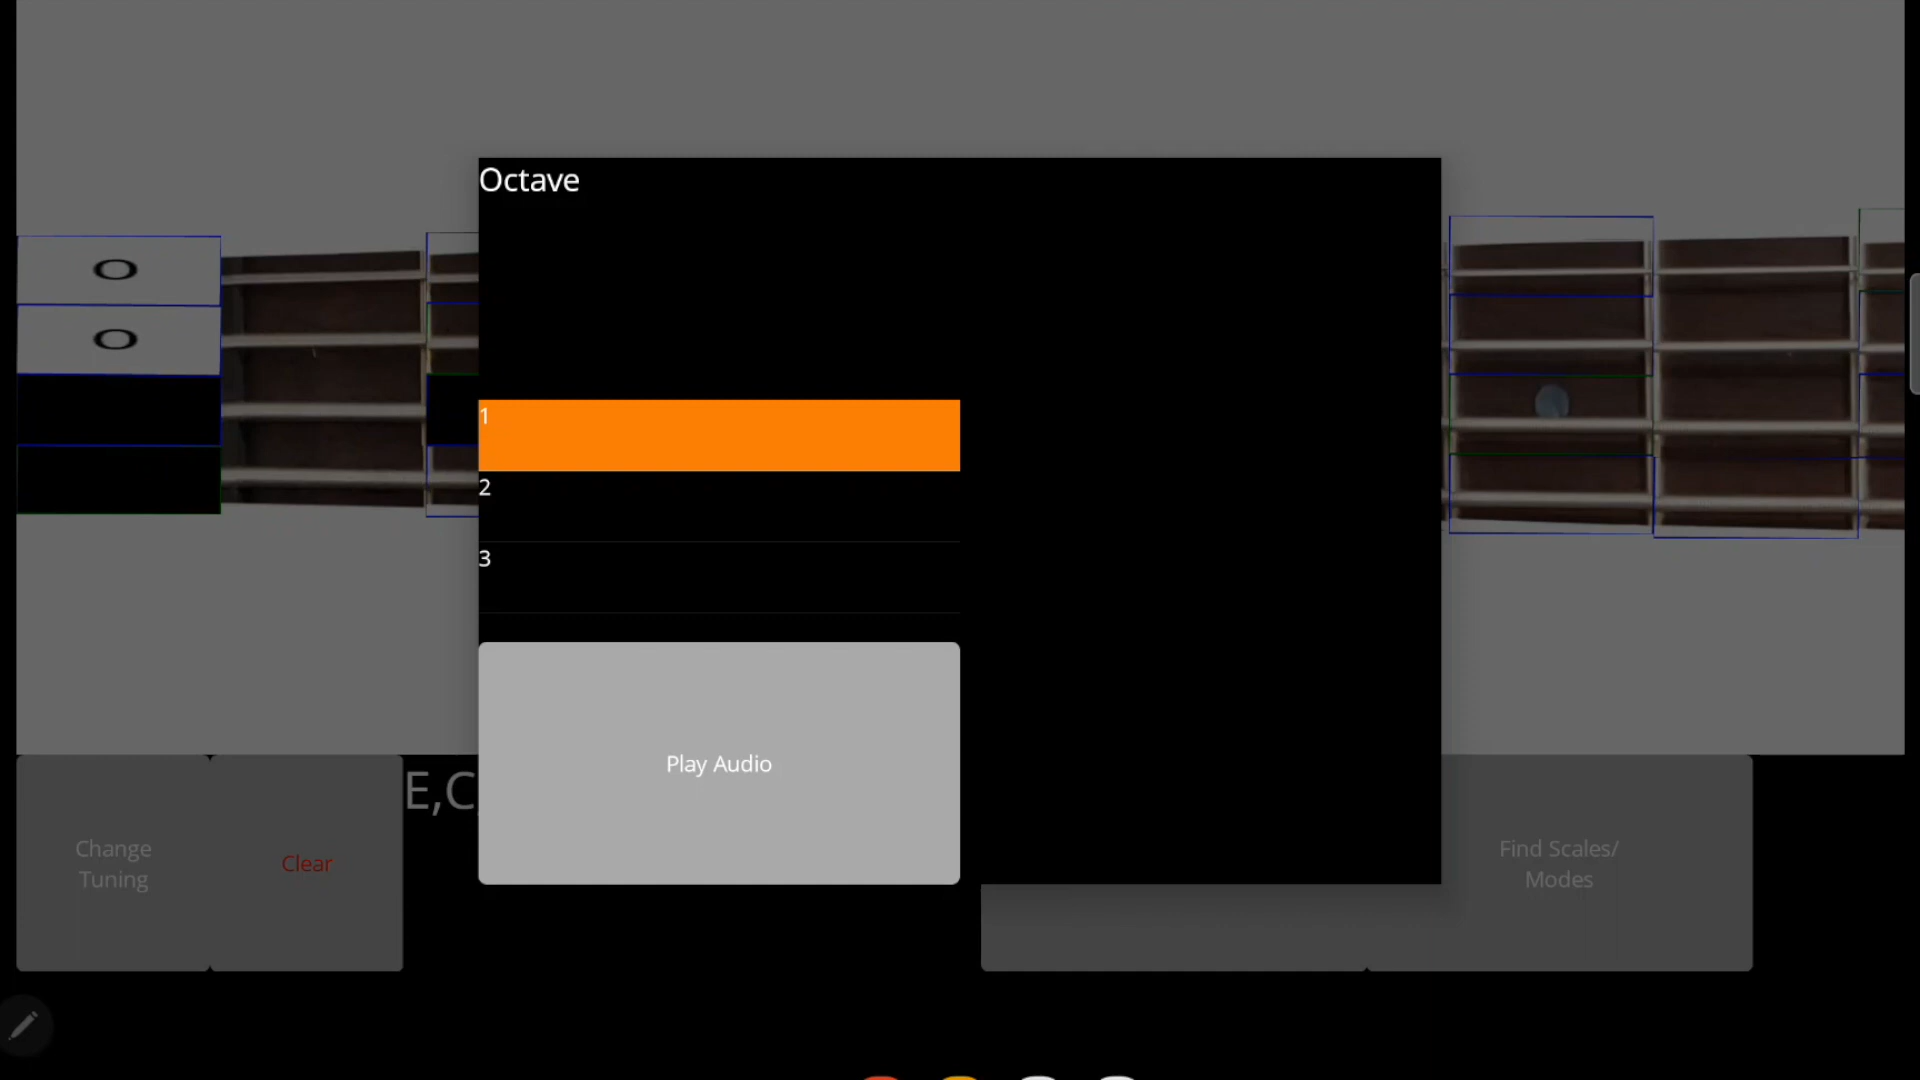 Octave
1
2
3
Play Audio
E,C,
Change
Tuning
Clear
Find Scales/
Modes